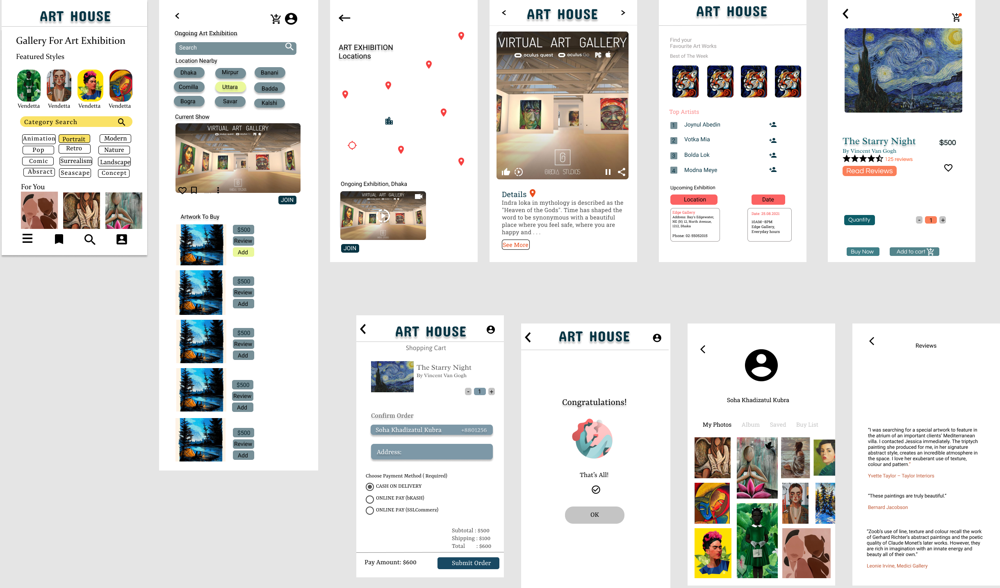 ART HOUSE
Gallery For Art Exhibition
Featured Styles
Vendetta Vendetta Vendetta Vendetta
Category Search
Animation Portrait Modern
Pop Retro Nature
Comic Surrealism Landscape
Absract Seascape Concept
For You
<
Ongoing Art Exhibition
Search
Location Nearby
Dhaka Mirpur Banani
Comilla Uttara Badda
Bogra Savar Kalshi
Current Show
VIRTUAL ART GALLERY
oculus quest oculus Go PC
GIODIA STUDIOS
JOIN
Artwork To Buy
$500
Review
Add
$500
Review
Add
$500
Review
Add
$500
Review
Add
$500
Review
Add
ART EXHIBITION
Locations
Ongoing Exhibition, Dhaka
VIRTUAL ART GALLERY
JOIN
< ART HOUSE >
VIRTUAL ART GALLERY
oculus quest oculus Go PC
Details
Indra loka in mythology is described as the
"Heaven of the Gods". Time has shaped the
word to be synonymous with a beautiful
place where you feel safe, where you are
happy and . . .
See More
ART HOUSE
Find your
Favourite Art Works
Best of The Week
Top Artists
1 Joynul Abedin
2 Votka Mia
3 Bolda Lok
4 Modna Meye
Upcoming Exhibition
Location Date
Edge Gallery
Address: Bay's Edgewater,
NE (N) 12, North Avenue,
1212, Dhaka
Phone: 02-55052015
Date: 25.08.2021
10AM–8PM
Edge Gallery,
Everyday hours
The Starry Night $500
By Vincent Van Gogh
125 reviews
Read Reviews
Quantity - 1 +
Buy Now Add to cart
ART HOUSE
Shopping Cart
The Starry Night
By Vincent Van Gogh
- 1 +
Confirm Order
Soha Khadizatul Kubra +8801256
Address:
Choose Payment Method ( Required)
CASH ON DELIVERY
ONLINE PAY (bKASH)
ONLINE PAY (SSLCommerz)
Subtotal : $500
Shipping : $100
Total : $600
Pay Amount: $600 Submit Order
ART HOUSE
Congratulations!
That's All!
OK
Soha Khadizatul Kubra
My Photos Album Saved Buy List
Reviews
“I was searching for a special artwork to feature in
the atrium of an important clients’ Mediterranean
villa. I contacted Jessica immediately. The triptych
painting she produced for me, in her signature
abstract style, creates an incredible atmosphere in
the space. I love her exuberant use of texture,
colour and pattern.”
Yvette Taylor – Taylor Interiors
“These paintings are truly beautiful.”
Bernard Jacobson
“Zoob’s use of line, texture and colour recall the work
of Gerhard Richter’s abstract paintings and the poetic
quality of Claude Monet’s later works. However, they
are rich in imagination with an innate energy and
beauty all of their own.”
Leonie Irvine, Medici Gallery